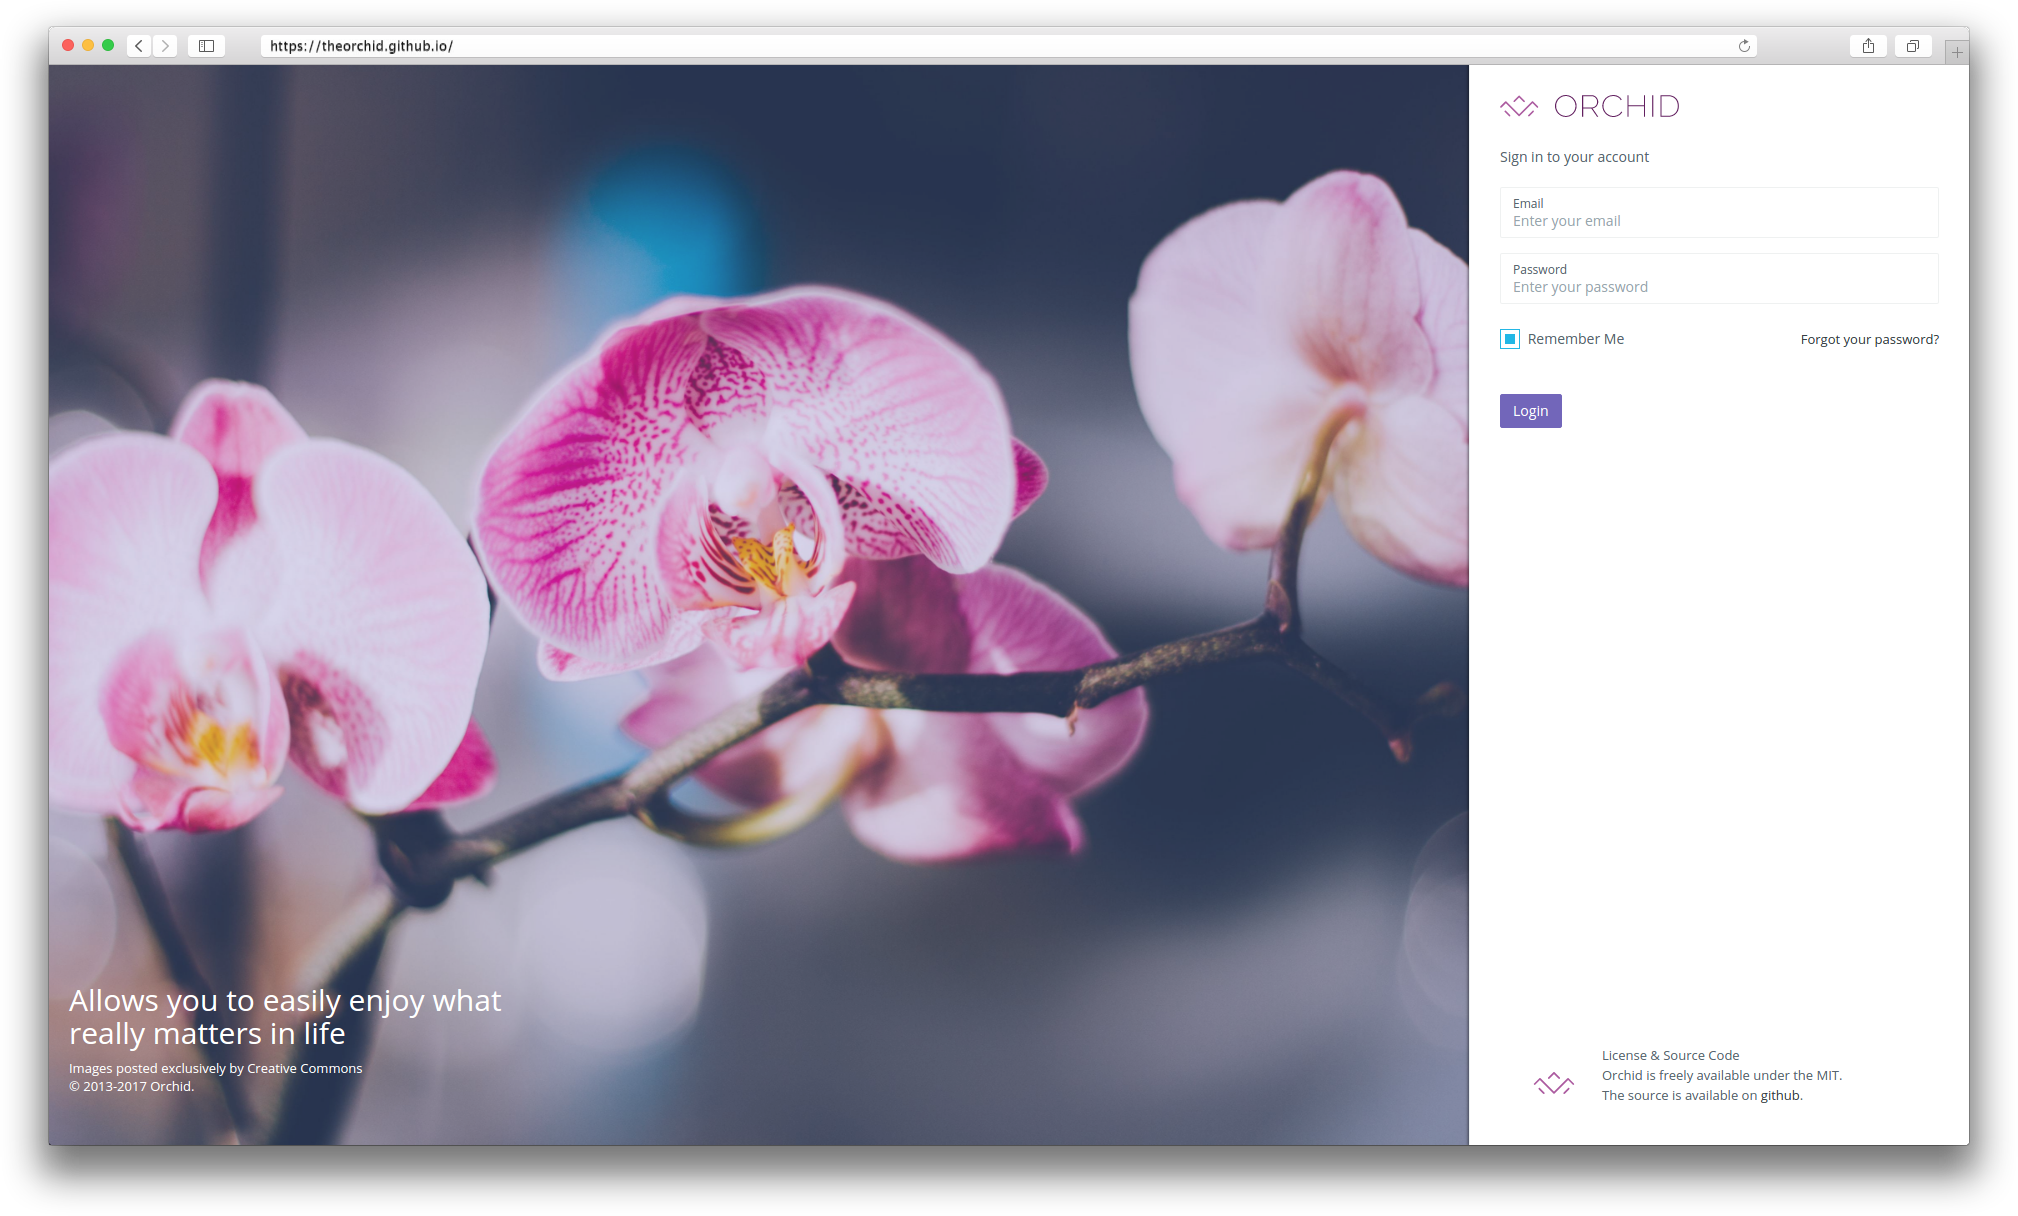 https://theorchid.github.io/
ORCHID
Sign in to your account
Email
Enter your email
Password
Enter your password
Remember Me
Forgot your password?
Login
Allows you to easily enjoy what
really matters in life
Images posted exclusively by Creative Commons
© 2013-2017 Orchid.
License & Source Code
Orchid is freely available under the MIT.
The source is available on github.